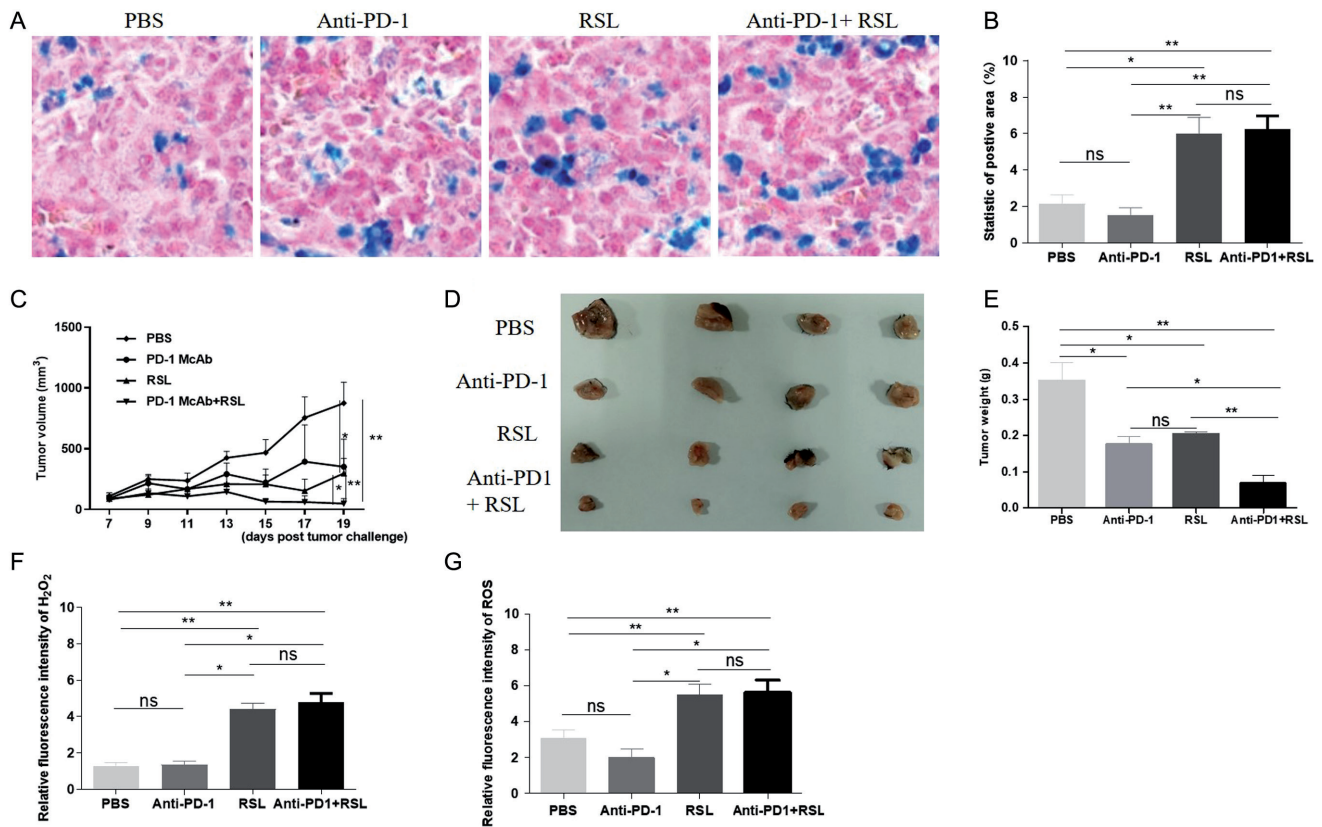 A
PBS
Anti-PD-1
RSL
Anti-PD-1+ RSL
B
Statistic of postive area (%)
10
8
6
4
2
0
**
*
**
**
ns
ns
PBS
Anti-PD-1
RSL
Anti-PD1+RSL
C
Tumor volume (mm³)
1500
1000
500
0
PBS
PD-1 McAb
RSL
PD-1 McAb+RSL
*
**
*
**
7
9
11
13
15
17
19
(days post tumor challenge)
D
PBS
Anti-PD-1
RSL
Anti-PD1
+ RSL
E
Tumor weight (g)
0.5
0.4
0.3
0.2
0.1
0.0
**
*
*
*
**
ns
PBS
Anti-PD-1
RSL
Anti-PD1+RSL
F
Relative fluorescence intensity of H₂O₂
10
8
6
4
2
0
**
**
*
ns
*
ns
PBS
Anti-PD-1
RSL
Anti-PD1+RSL
G
Relative fluorescence intensity of ROS
10
8
6
4
2
0
**
**
*
ns
*
ns
PBS
Anti-PD-1
RSL
Anti-PD1+RSL